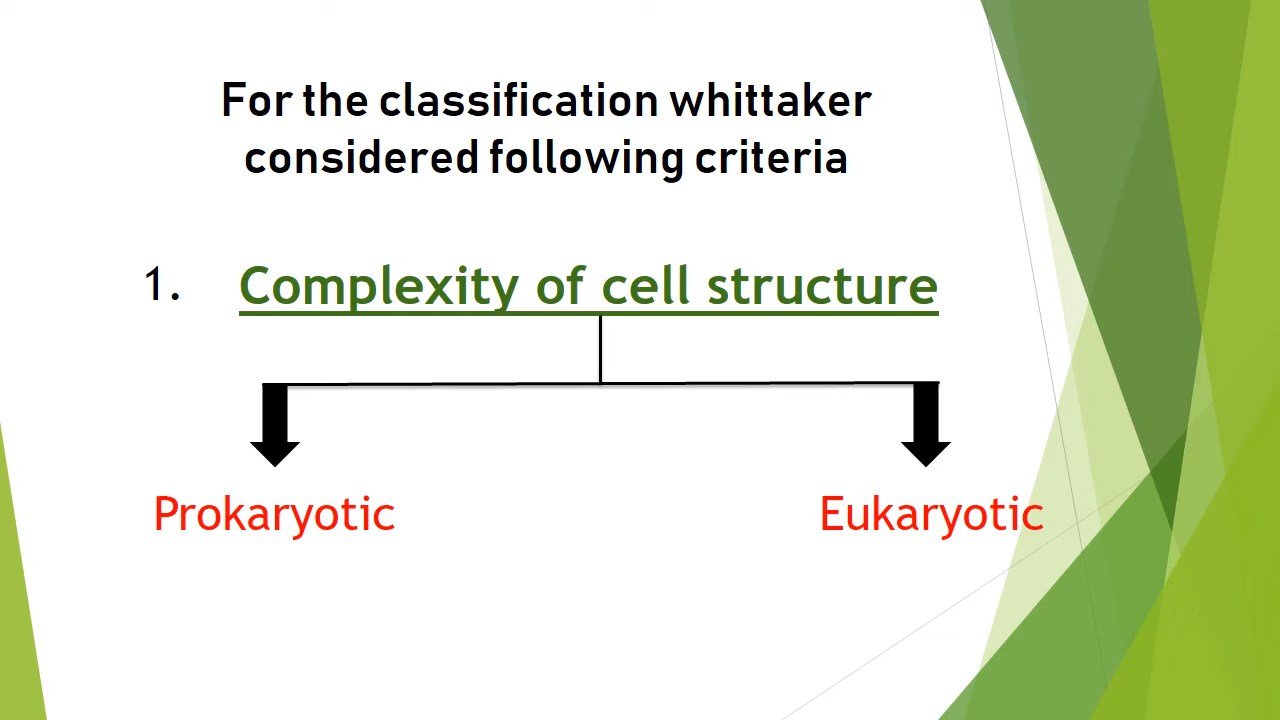 For the classification whittaker
considered following criteria
1. Complexity of cell structure
Prokaryotic
Eukaryotic